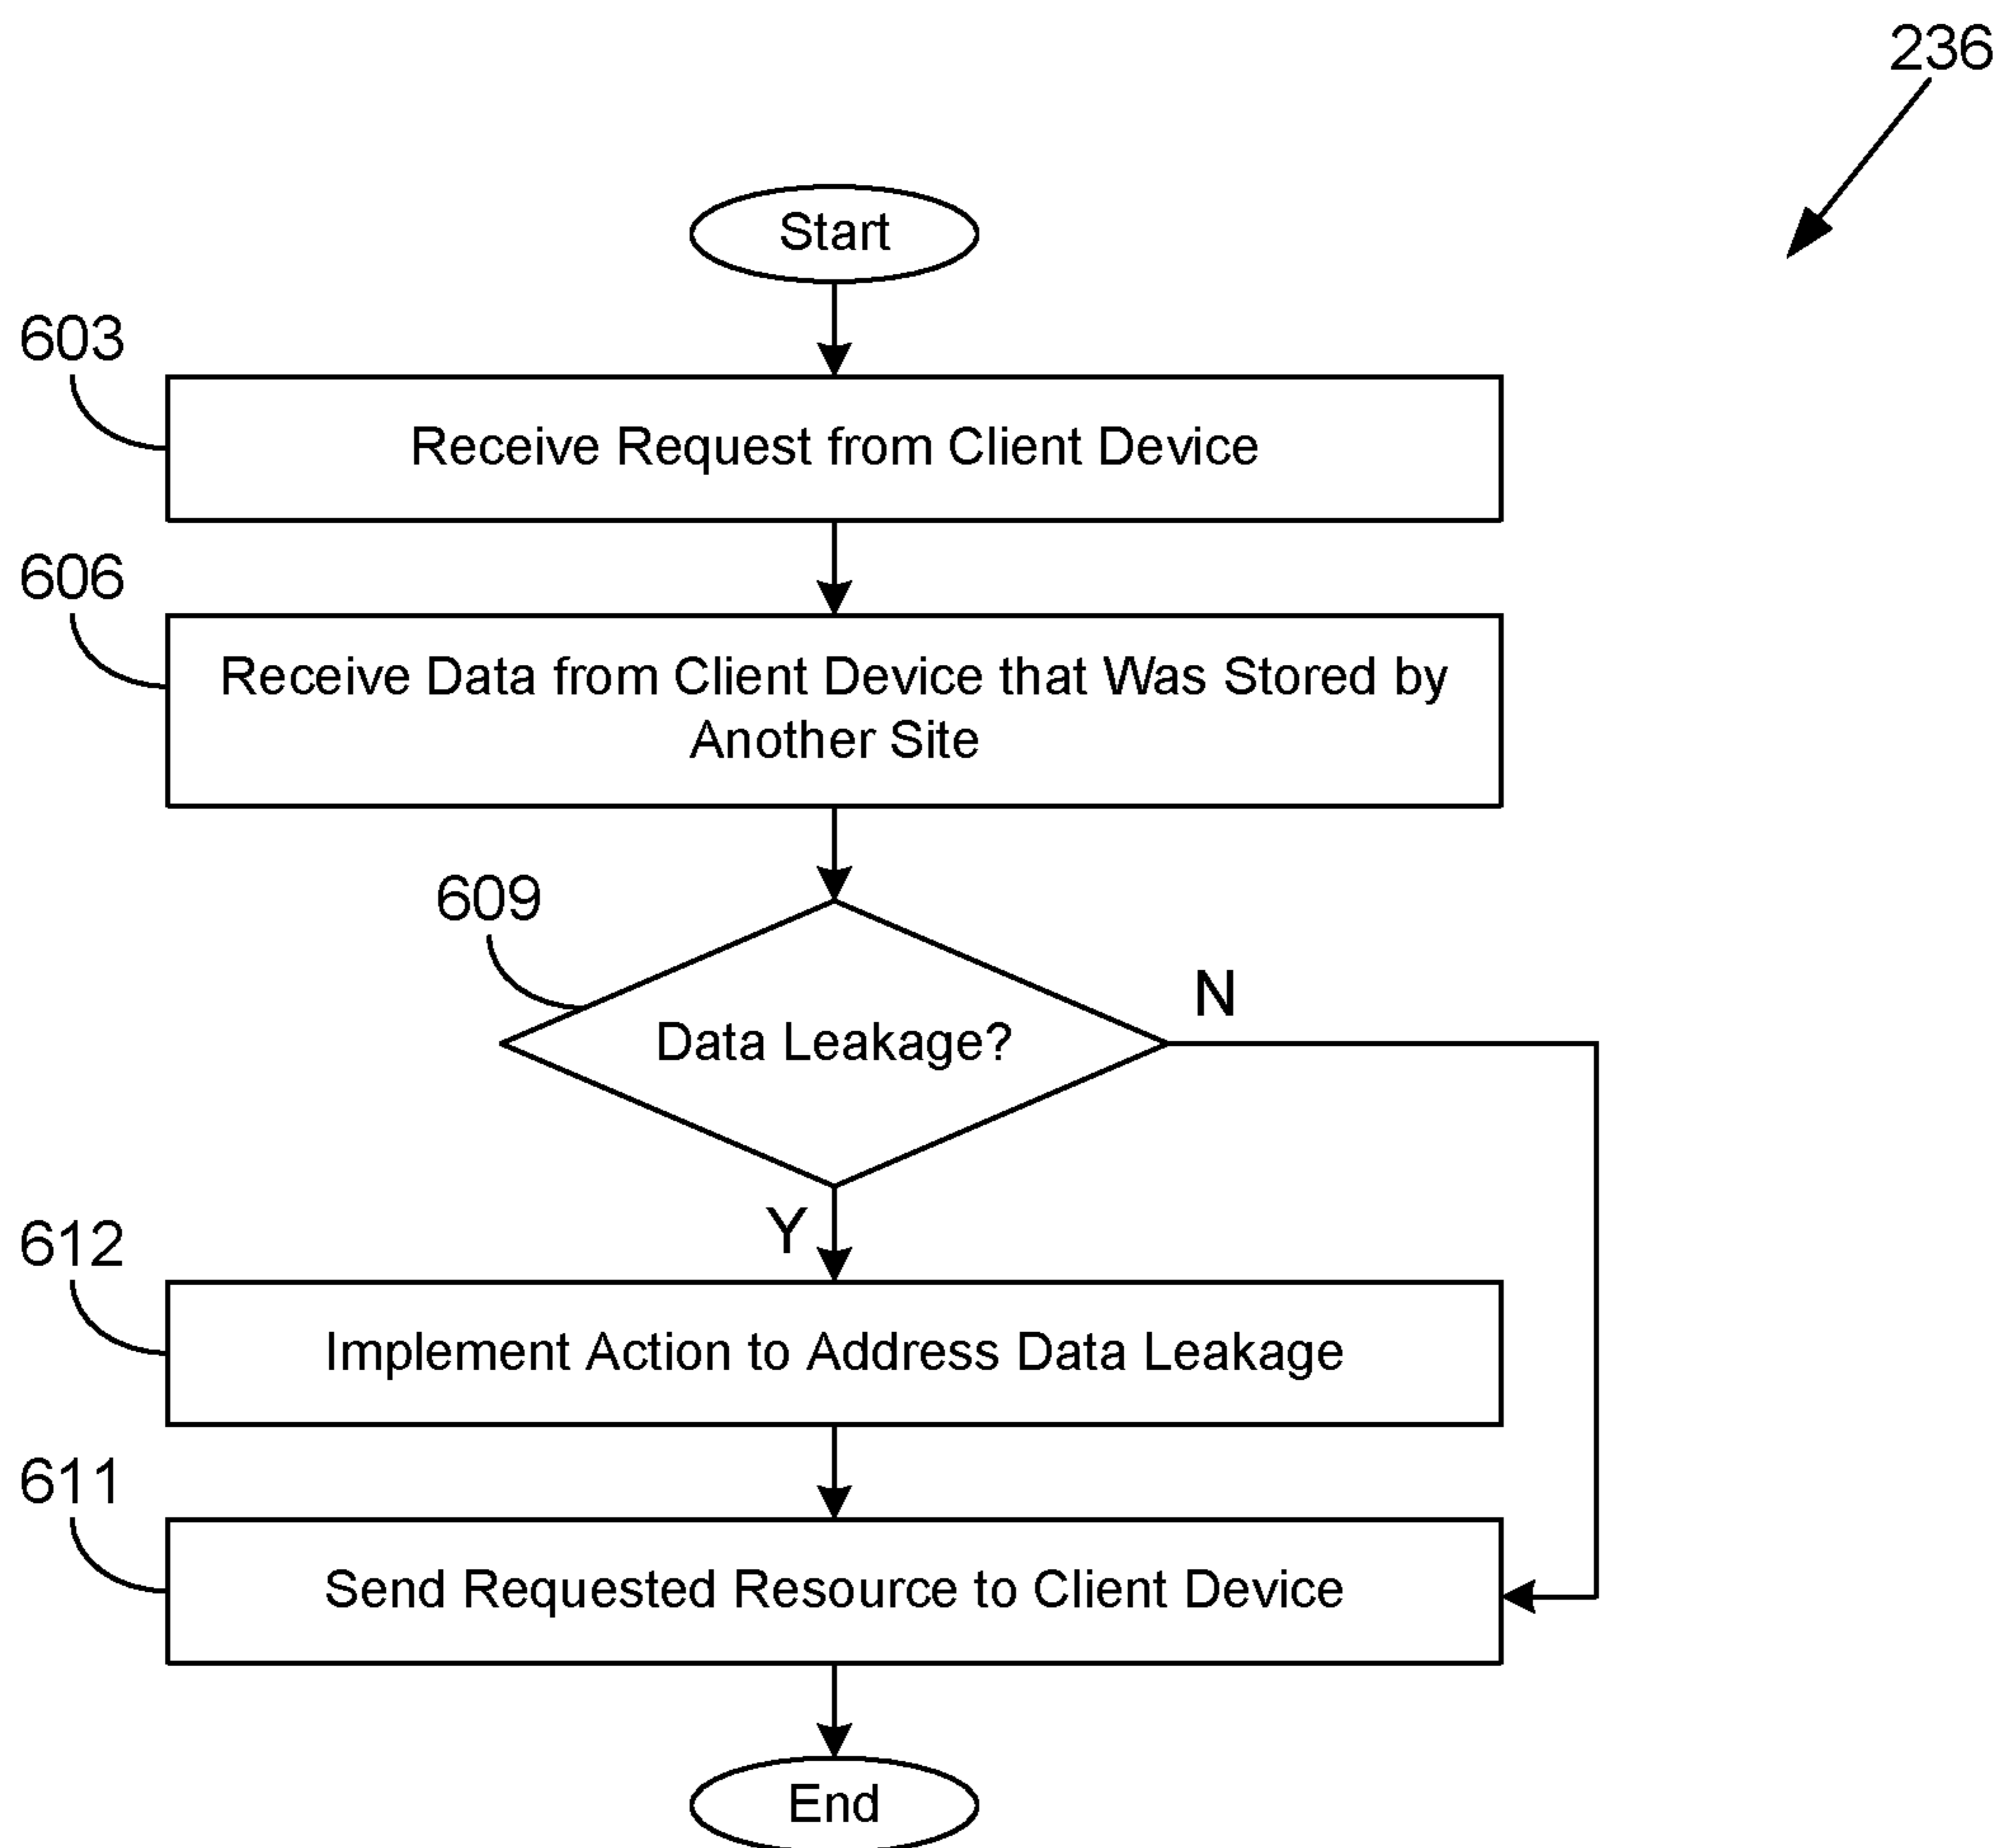 236
Start
603
Receive Request from Client Device
606
Receive Data from Client Device that Was Stored by
Another Site
609
Data Leakage?
N
Y
612
Implement Action to Address Data Leakage
611
Send Requested Resource to Client Device
End